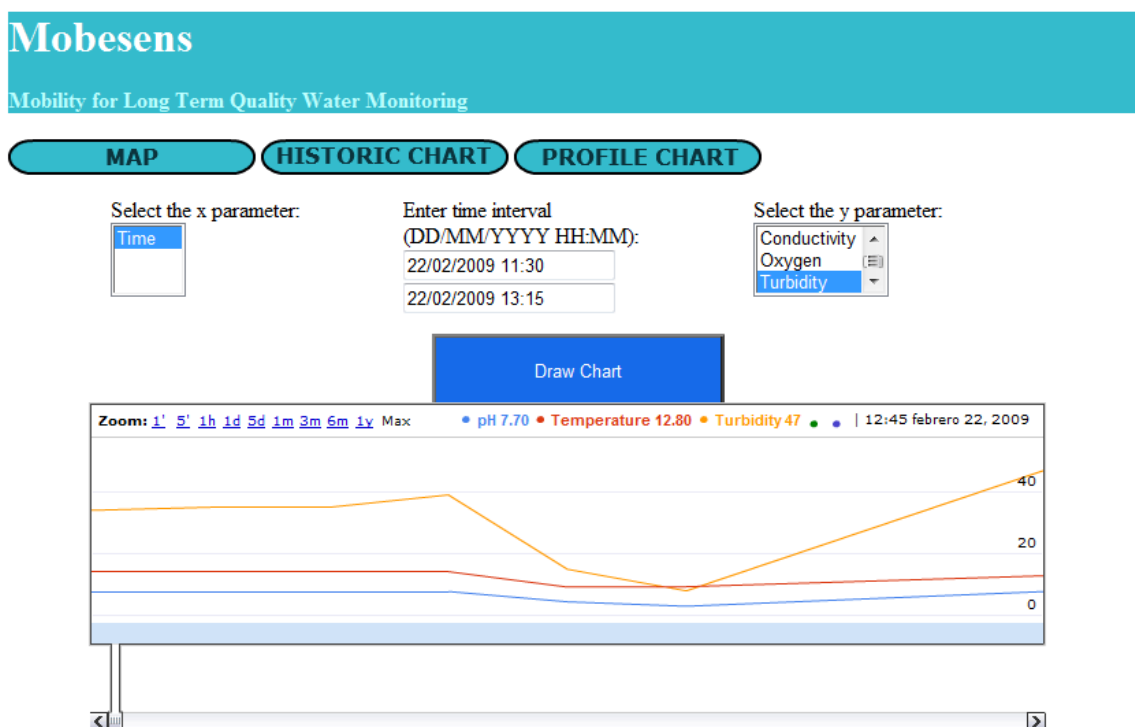 Mobesens
Mobility for Long Term Quality Water Monitoring
MAP HISTORIC CHART PROFILE CHART
Select the x parameter:
Time
Enter time interval
(DD/MM/YYYY HH:MM):
22/02/2009 11:30
22/02/2009 13:15
Select the y parameter:
Conductivity
Oxygen
Turbidity
Draw Chart
Zoom: 1' 5' 1h 1d 5d 1m 3m 6m 1y Max pH 7.70 Temperature 12.80 Turbidity 47 | 12:45 febrero 22, 2009
40
20
0